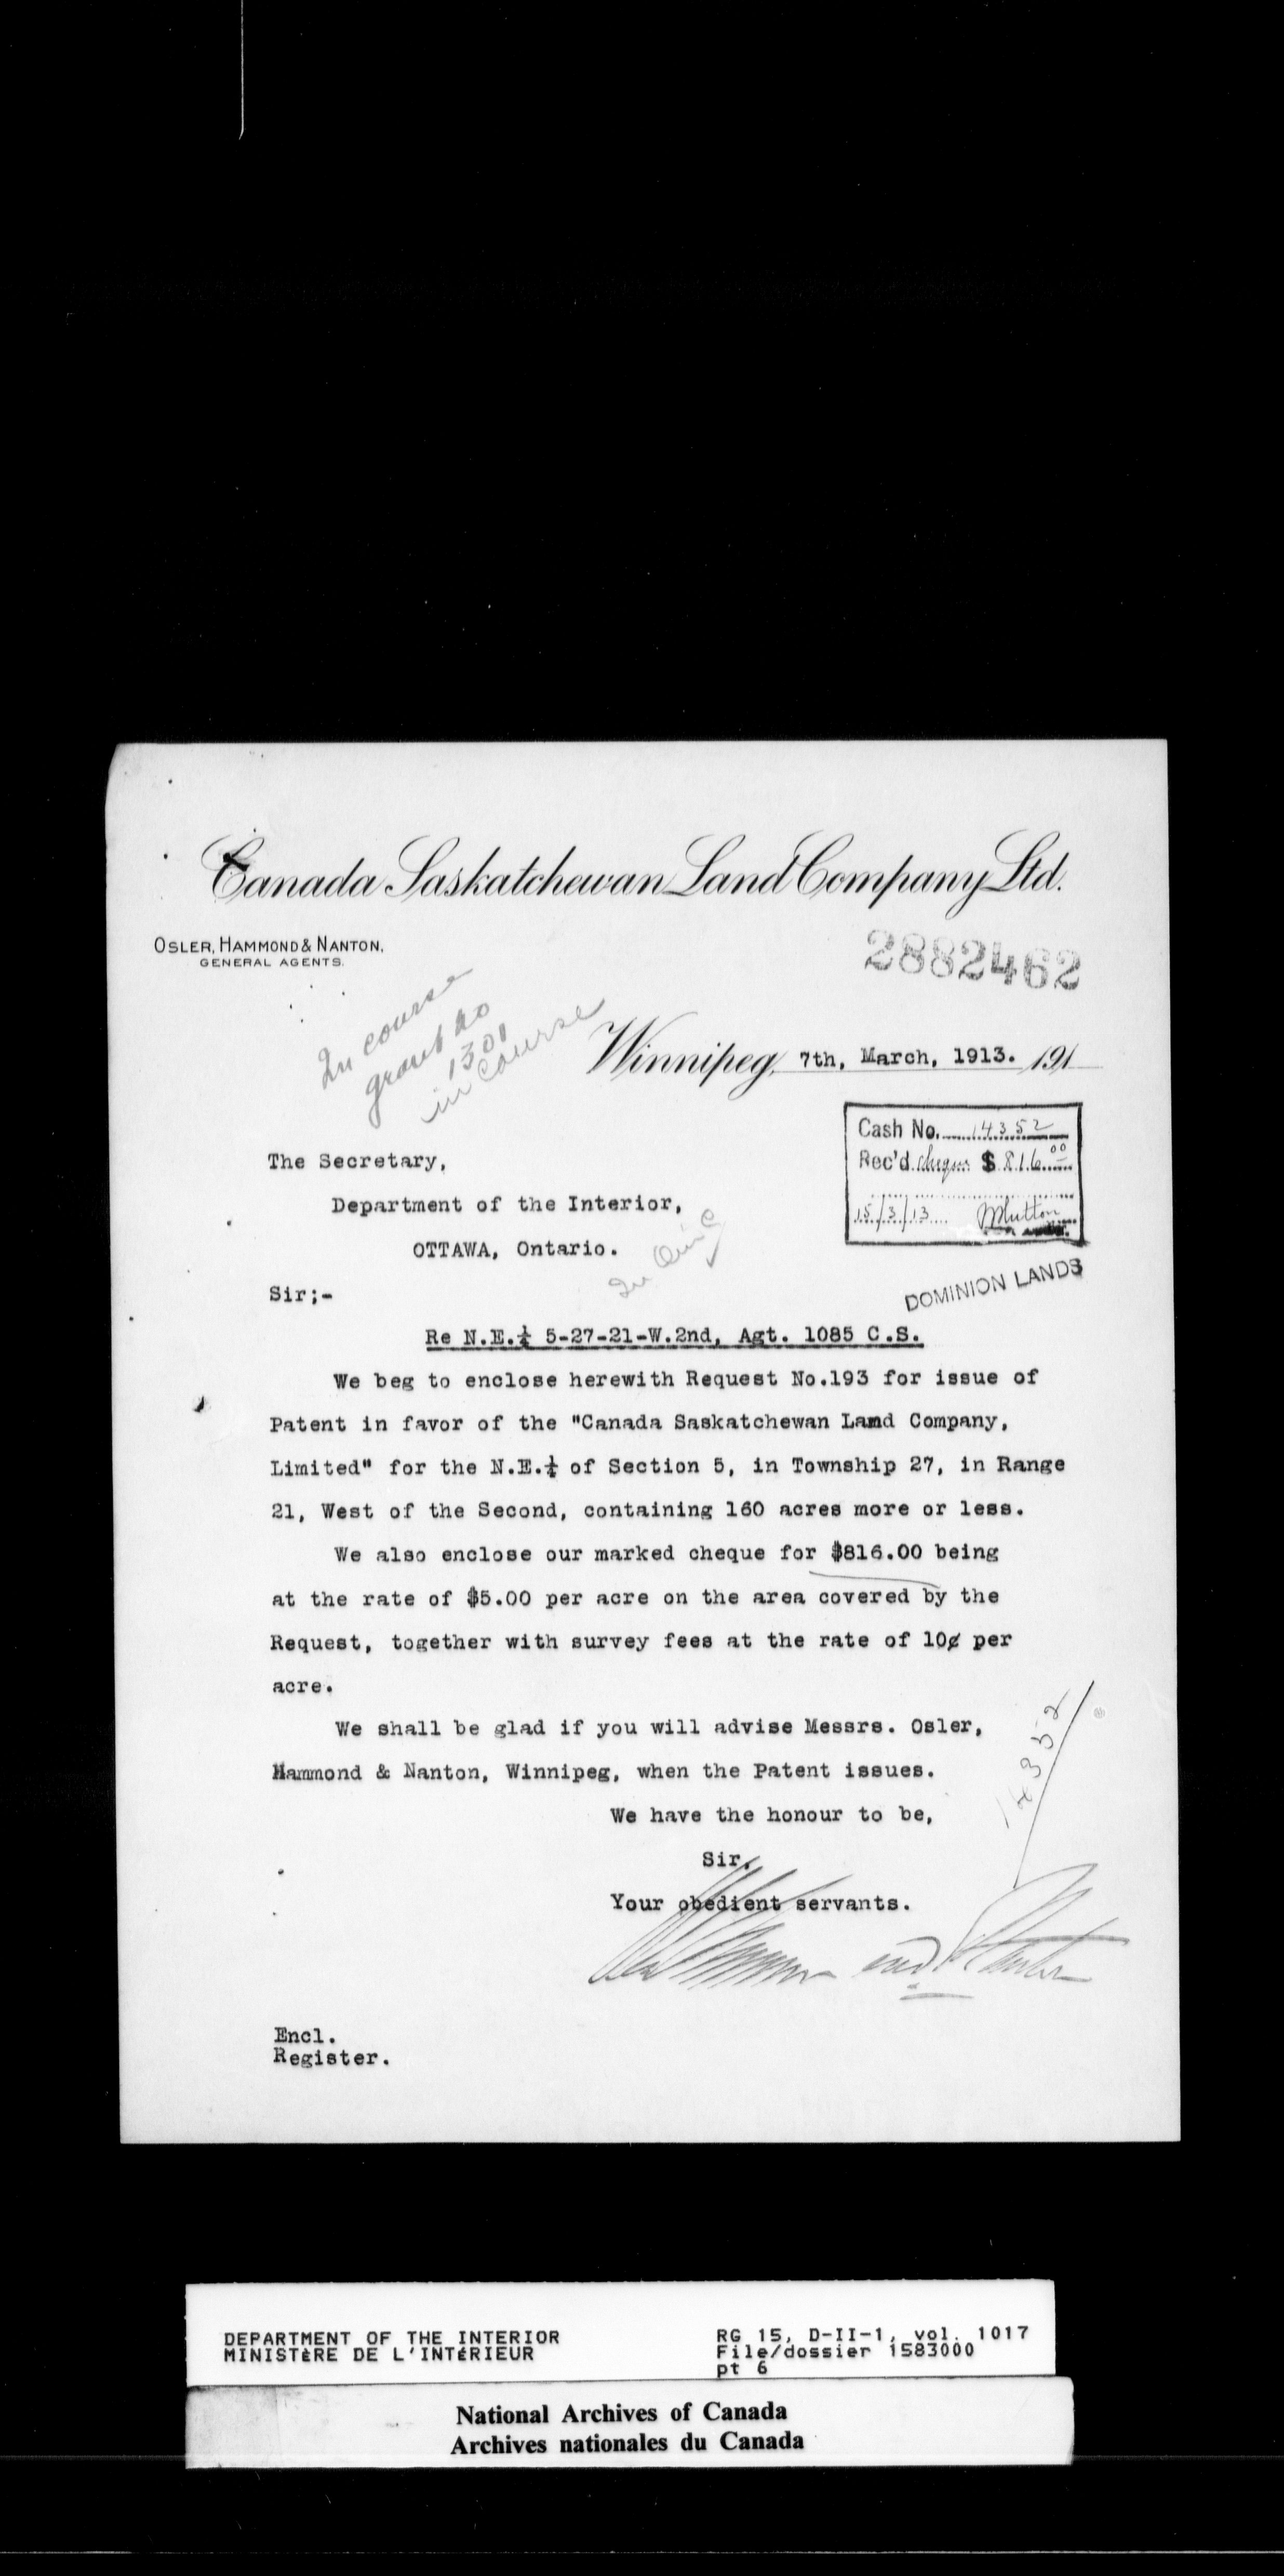 Canada Saskatchewan Land Company Ltd.
OSLER, HAMMOND & NANTON,
GENERAL AGENTS.
2882462
In course
grant no
1301
in course
Winnipeg, 7th, March, 1913. 191
Cash No. 14352
Rec'd cheque $ 816.00
15/3/13
DOMINION LANDS
The Secretary,
Department of the Interior,
OTTAWA, Ontario.
Sir;-
Re N.E.¼ 5-27-21-W.2nd, Agt. 1085 C.S.
We beg to enclose herewith Request No.193 for issue of
Patent in favor of the "Canada Saskatchewan Land Company,
Limited" for the N.E.¼ of Section 5, in Township 27, in Range
21, West of the Second, containing 160 acres more or less.
We also enclose our marked cheque for $816.00 being
at the rate of $5.00 per acre on the area covered by the
Request, together with survey fees at the rate of 10¢ per
acre.
We shall be glad if you will advise Messrs. Osler,
Hammond & Nanton, Winnipeg, when the Patent issues.
14352
We have the honour to be,
Sir,
Your obedient servants.
Encl.
Register.
DEPARTMENT OF THE INTERIOR
MINISTÈRE DE L'INTÉRIEUR
RG 15, D-II-1, vol. 1017
File/dossier 1583000
pt 6
National Archives of Canada
Archives nationales du Canada